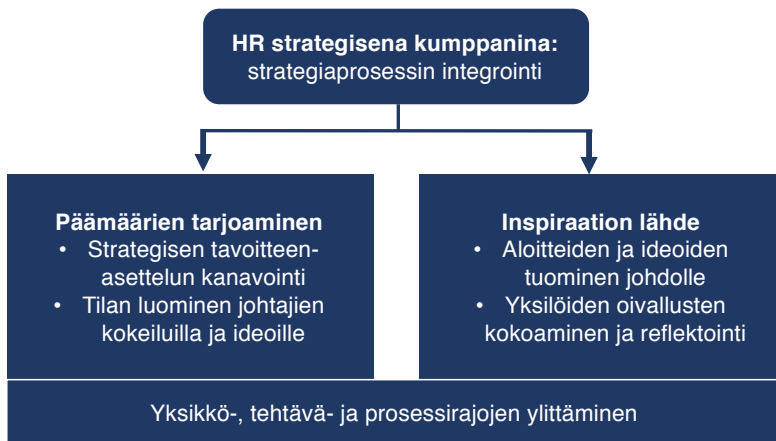 HR strategisena kumppanina:
strategiaprosessin integrointi
Päämäärien tarjoaminen
• Strategisen tavoitteen-
asettelun kanavointi
• Tilan luominen johtajien
kokeiluilla ja ideoille
Inspiraation lähde
• Aloitteiden ja ideoiden
tuominen johdolle
• Yksilöiden oivallusten
kokoaminen ja reflektointi
Yksikkö-, tehtävä- ja prosessirajojen ylittäminen